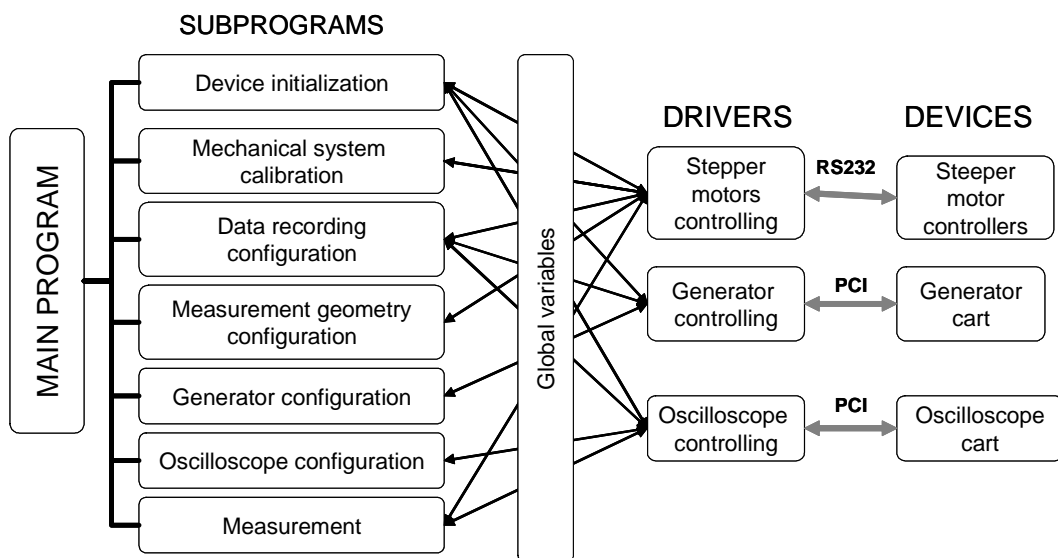 SUBPROGRAMS
MAIN PROGRAM
Device initialization
Mechanical system
calibration
Data recording
configuration
Measurement geometry
configuration
Generator configuration
Oscilloscope configuration
Measurement
Global variables
DRIVERS
Stepper
motors
controlling
Generator
controlling
Oscilloscope
controlling
RS232
PCI
PCI
DEVICES
Steeper
motor
controllers
Generator
cart
Oscilloscope
cart